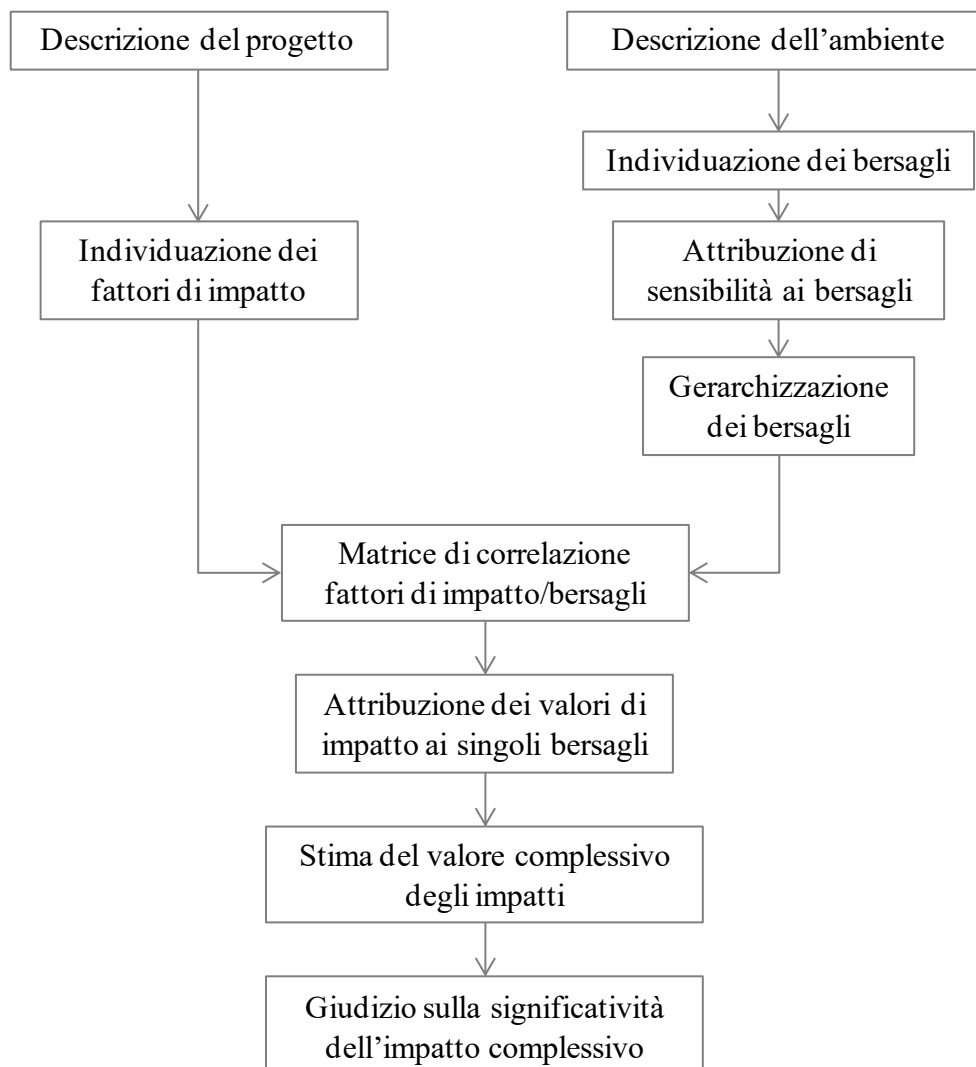 Descrizione del progetto
Descrizione dell’ambiente
Individuazione dei bersagli
Individuazione dei
fattori di impatto
Attribuzione di
sensibilità ai bersagli
Gerarchizzazione
dei bersagli
Matrice di correlazione
fattori di impatto/bersagli
Attribuzione dei valori di
impatto ai singoli bersagli
Stima del valore complessivo
degli impatti
Giudizio sulla significatività
dell’impatto complessivo